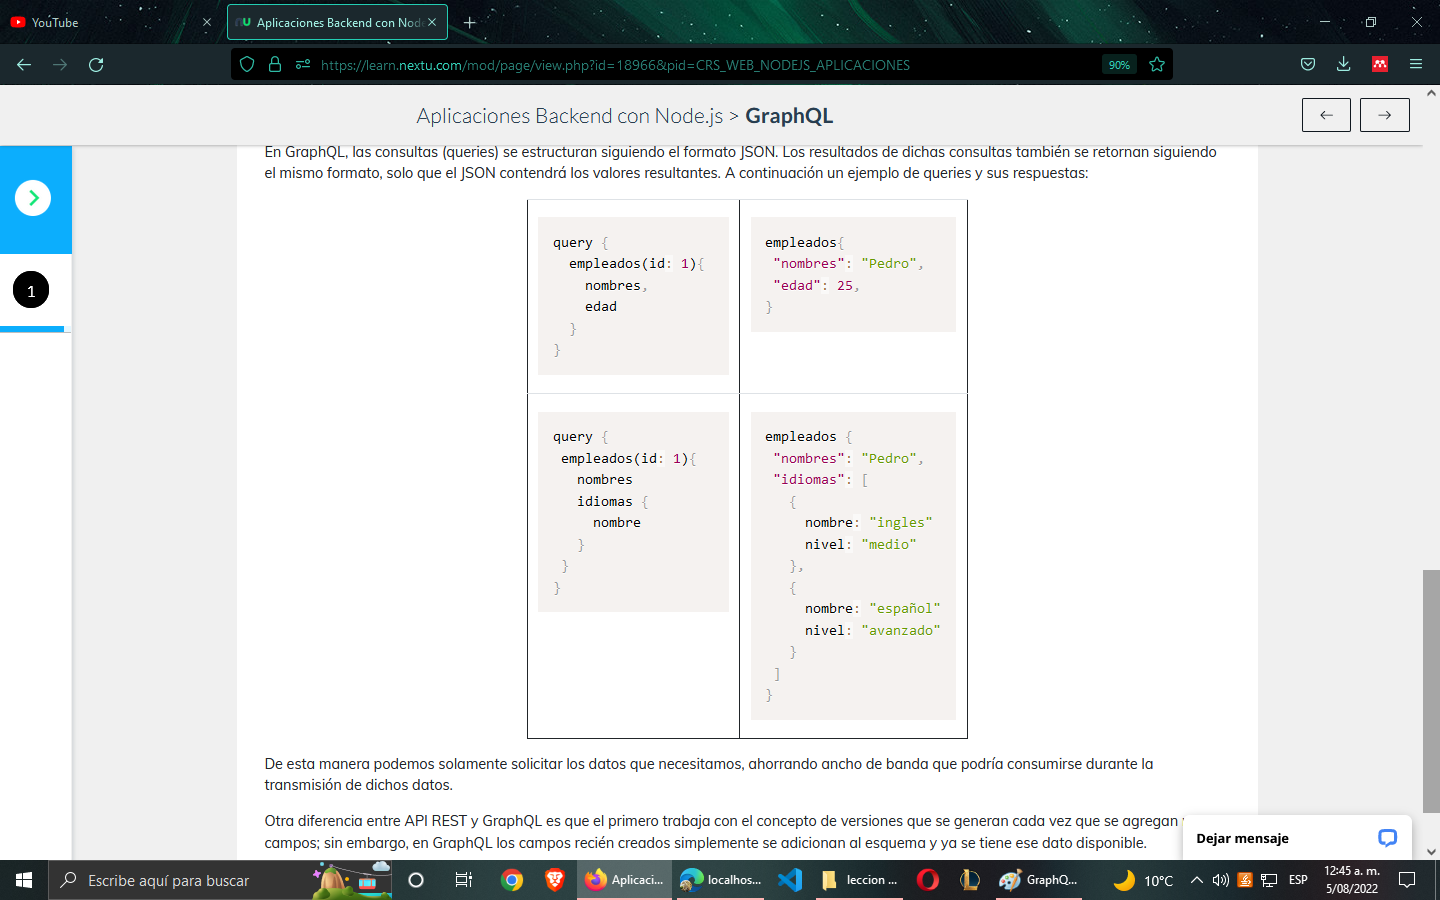 YouTube
Aplicaciones Backend con Node
https://learn.nextu.com/mod/page/view.php?id=18966&pid=CRS_WEB_NODEJS_APLICACIONES
90%
Aplicaciones Backend con Node.js > GraphQL
En GraphQL, las consultas (queries) se estructuran siguiendo el formato JSON. Los resultados de dichas consultas también se retornan siguiendo
el mismo formato, solo que el JSON contendrá los valores resultantes. A continuación un ejemplo de queries y sus respuestas:
1
query {
empleados(id: 1){
nombres,
edad
}
}
empleados{
"nombres": "Pedro",
"edad": 25,
}
query {
empleados(id: 1){
nombres
idiomas {
nombre
}
}
}
empleados {
"nombres": "Pedro",
"idiomas": [
{
nombre: "ingles"
nivel: "medio"
},
{
nombre: "español"
nivel: "avanzado"
}
]
}
De esta manera podemos solamente solicitar los datos que necesitamos, ahorrando ancho de banda que podría consumirse durante la
transmisión de dichos datos.
Otra diferencia entre API REST y GraphQL es que el primero trabaja con el concepto de versiones que se generan cada vez que se agregan
campos; sin embargo, en GraphQL los campos recién creados simplemente se adicionan al esquema y ya se tiene ese dato disponible.
Dejar mensaje
Escribe aquí para buscar
Aplicaci...
localhos...
leccion ...
GraphQ...
10°C
ESP
12:45 a. m.
5/08/2022